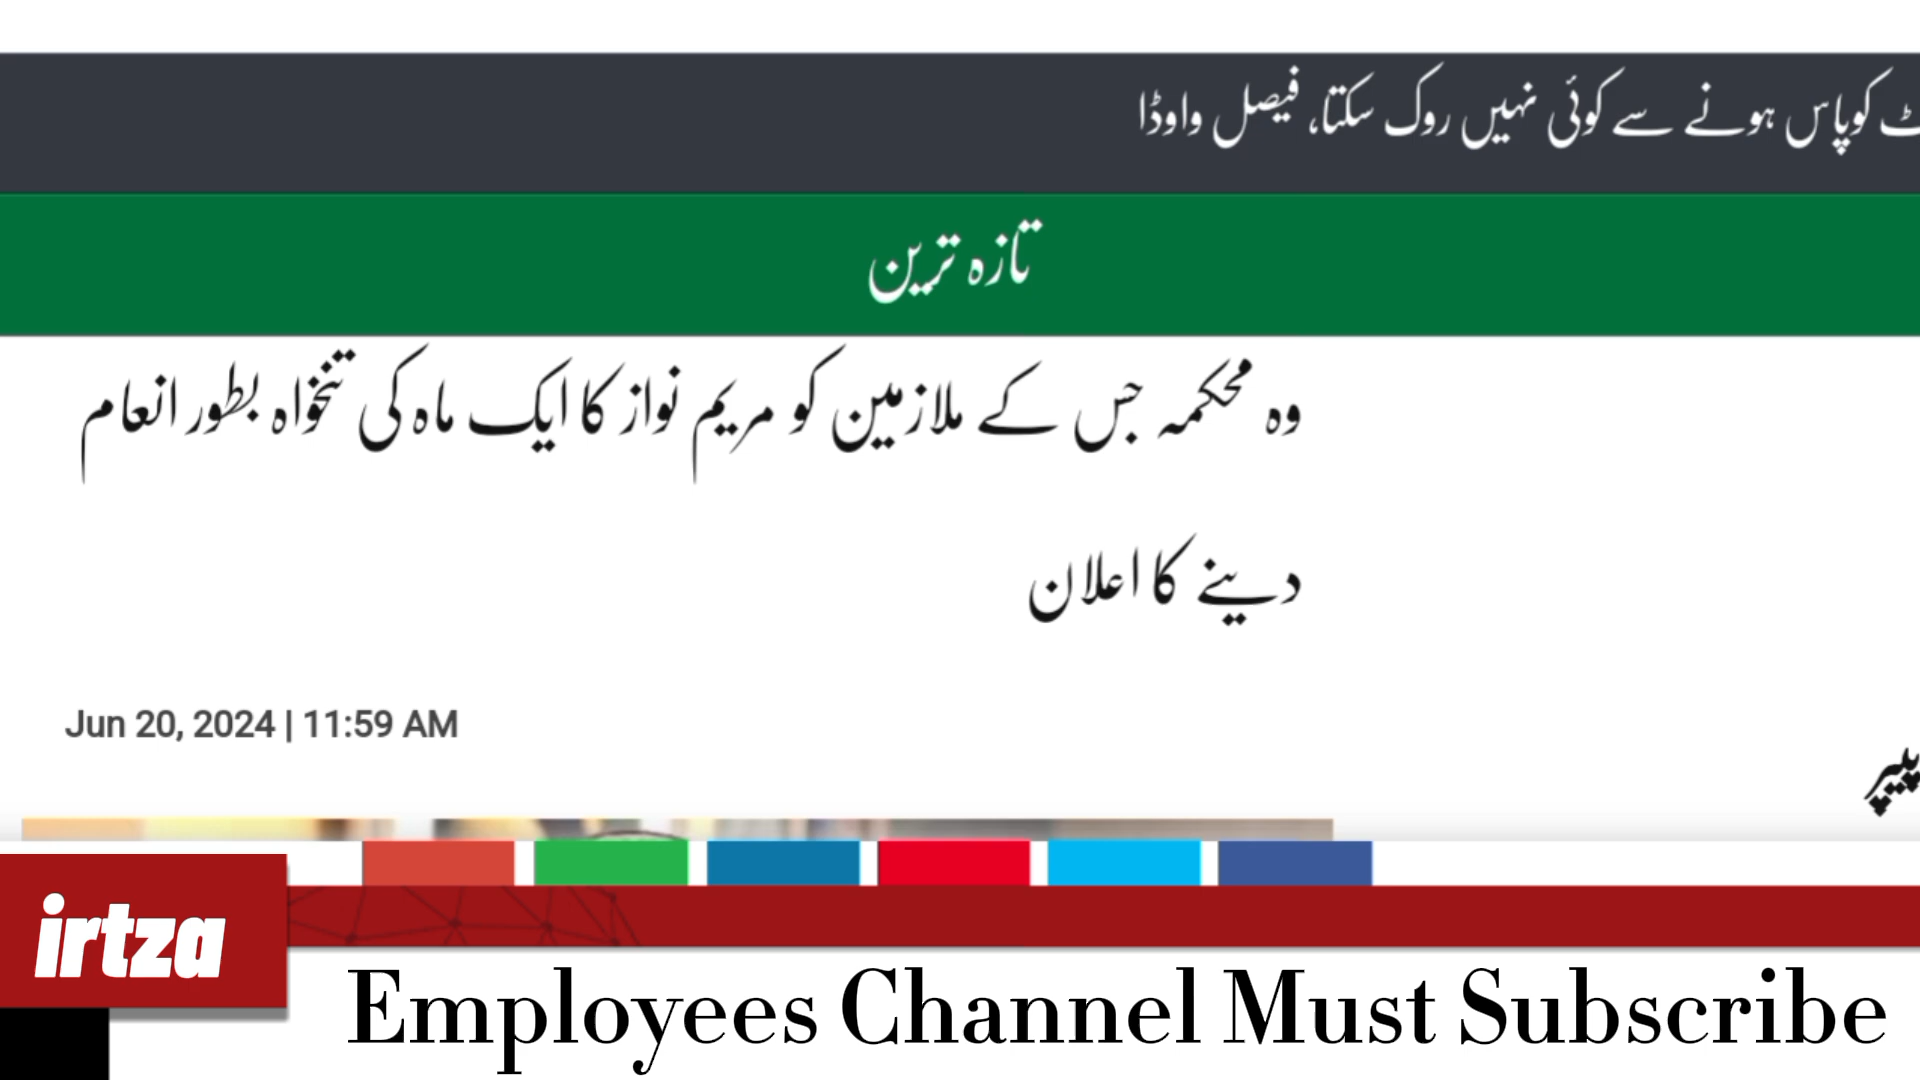 کوپاس ہونے سے کوئی نہیں روک سکتا، فیصل واوڈا
تازہ ترین
وہ محکمہ جس کے ملازمین کو مریم نواز کا ایک ماہ کی تنخواہ بطور انعام
دینے کا اعلان
Jun 20, 2024 | 11:59 AM
irtza
Employees Channel Must Subscribe